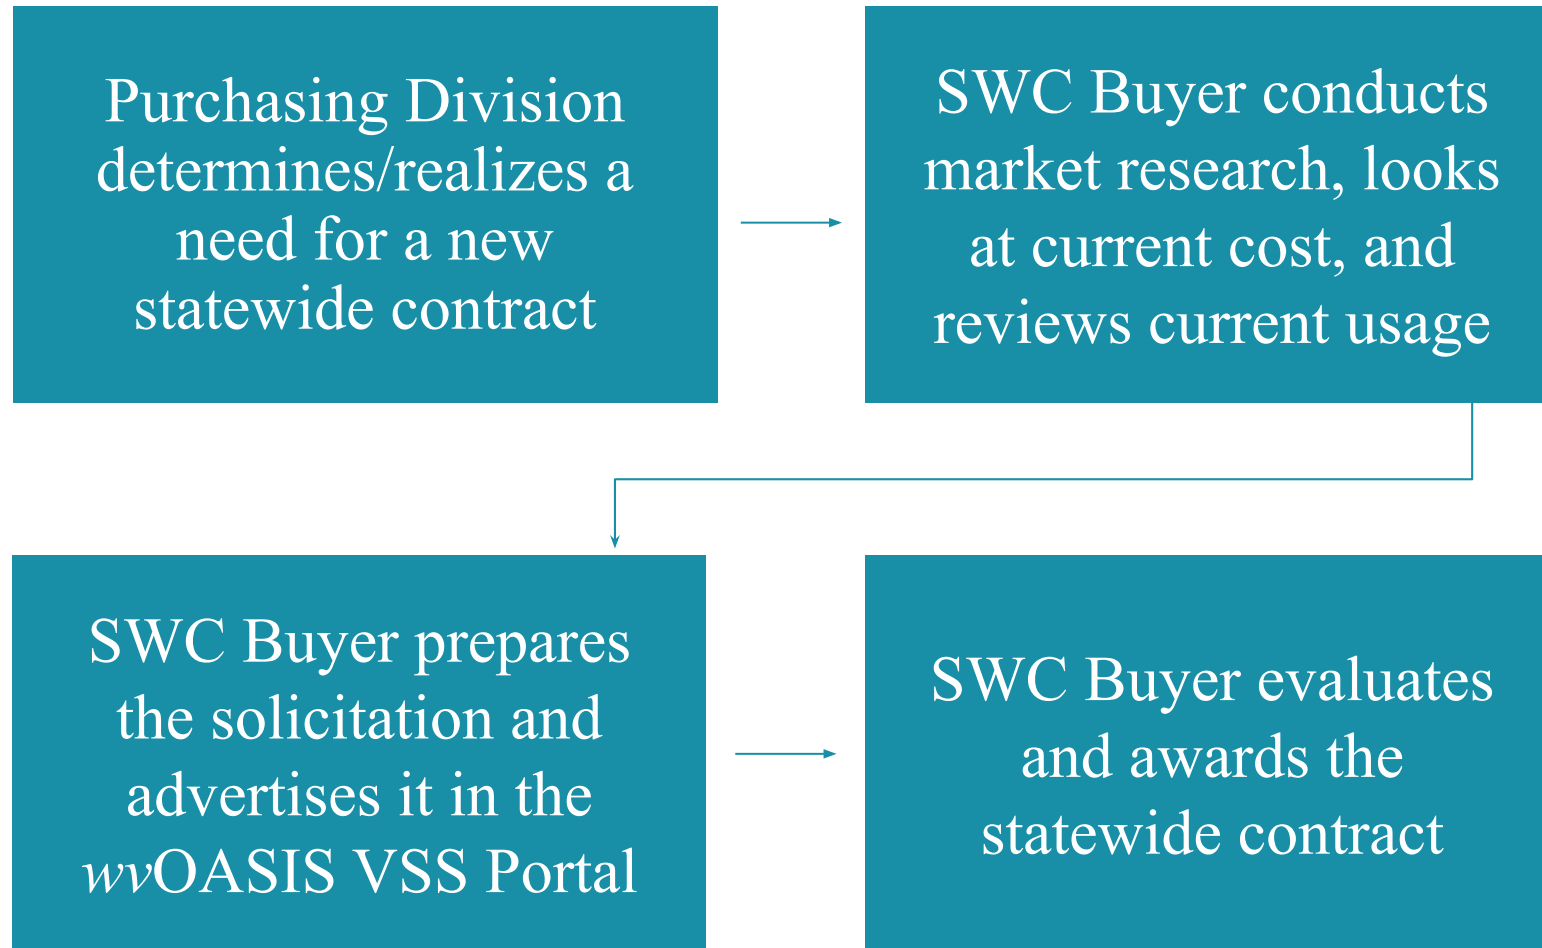 Purchasing Division
determines/realizes a
need for a new
statewide contract
SWC Buyer conducts
market research, looks
at current cost, and
reviews current usage
SWC Buyer prepares
the solicitation and
advertises it in the
wvOASIS VSS Portal
SWC Buyer evaluates
and awards the
statewide contract